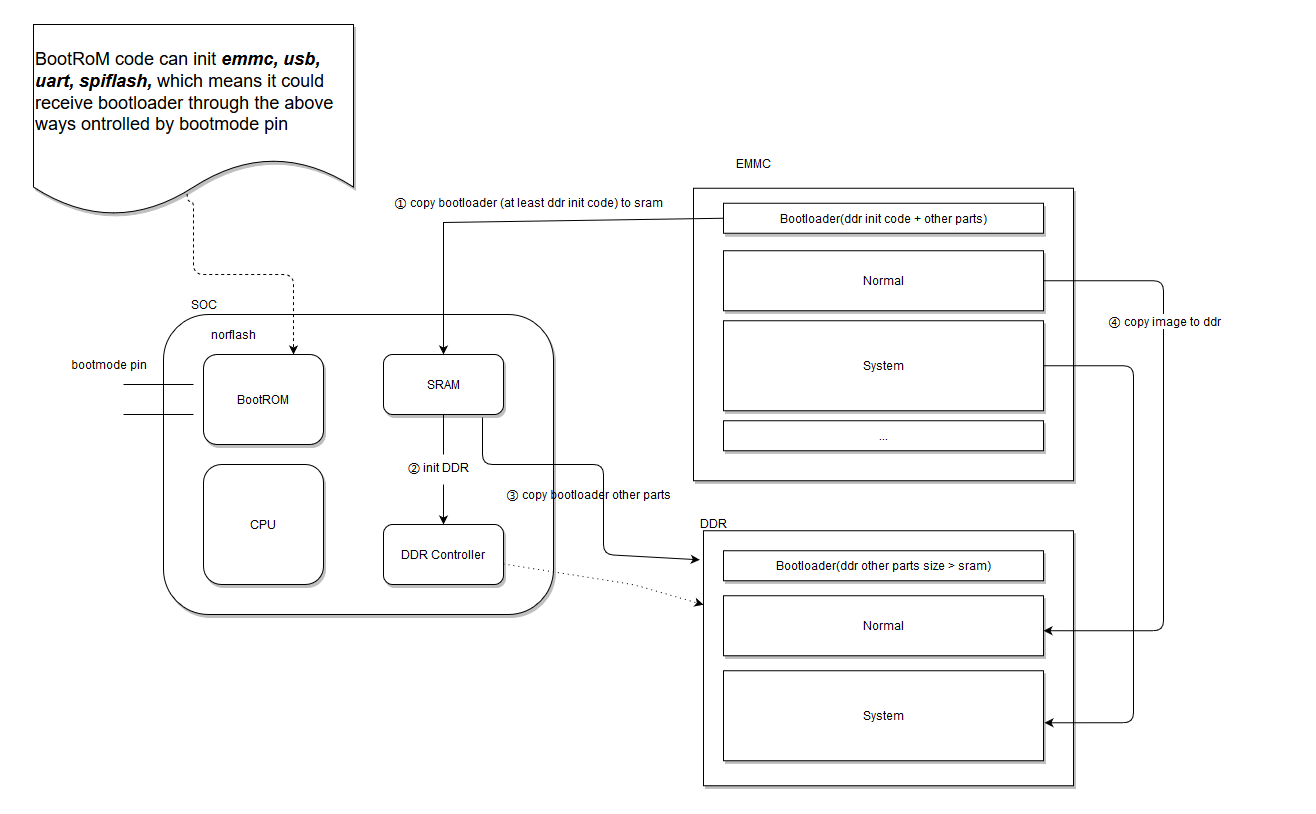 BootRoM code can init emmc, usb,
uart, spiflash, which means it could
receive bootloader through the above
ways ontrolled by bootmode pin
EMMC
① copy bootloader (at least ddr init code) to sram
Bootloader(ddr init code + other parts)
Normal
④ copy image to ddr
System
...
SOC
norflash
bootmode pin
BootROM
SRAM
② init DDR
③ copy bootloader other parts
CPU
DDR Controller
DDR
Bootloader(ddr other parts size > sram)
Normal
System